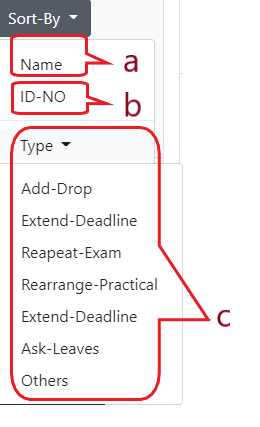 Sort-By
Name a
ID-NO b
Type
Add-Drop
Extend-Deadline
Reapeat-Exam
Rearrange-Practical
Extend-Deadline c
Ask-Leaves
Others